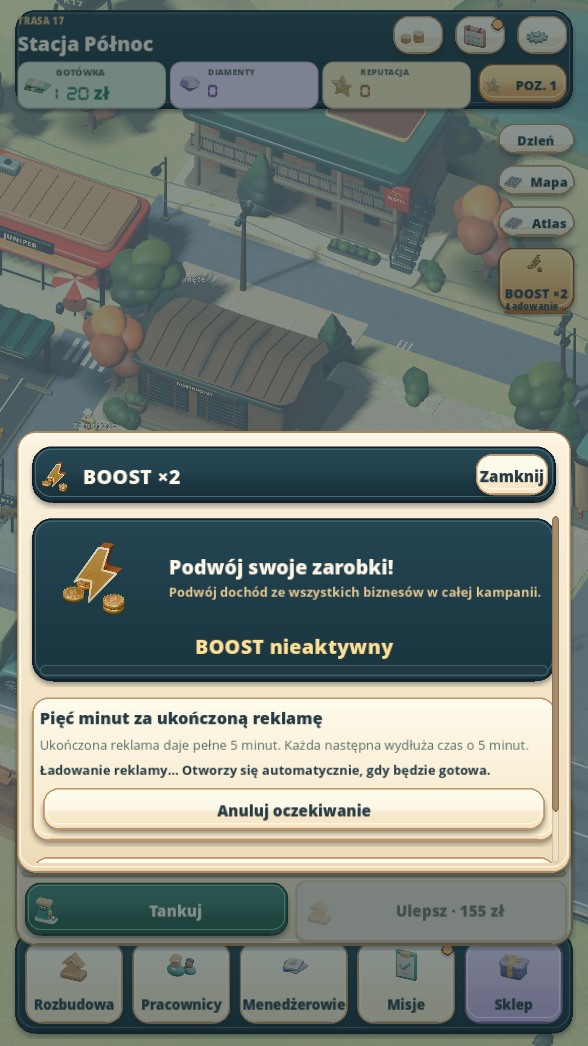 TRASA 17
Stacja Północ
GOTÓWKA
120 zł
DIAMENTY
0
REPUTACJA
0
POZ. 1
Dzień
Mapa
Atlas
BOOST ×2
Ładowanie...
JUNIPER
BOOST ×2
Zamknij
Podwój swoje zarobki!
Podwój dochód ze wszystkich biznesów w całej kampanii.
BOOST nieaktywny
Pięć minut za ukończoną reklamę
Ukończona reklama daje pełne 5 minut. Każda następna wydłuża czas o 5 minut.
Ładowanie reklamy... Otworzy się automatycznie, gdy będzie gotowa.
Anuluj oczekiwanie
Tankuj
Ulepsz · 155 zł
Rozbudowa
Pracownicy
Menedżerowie
Misje
Sklep